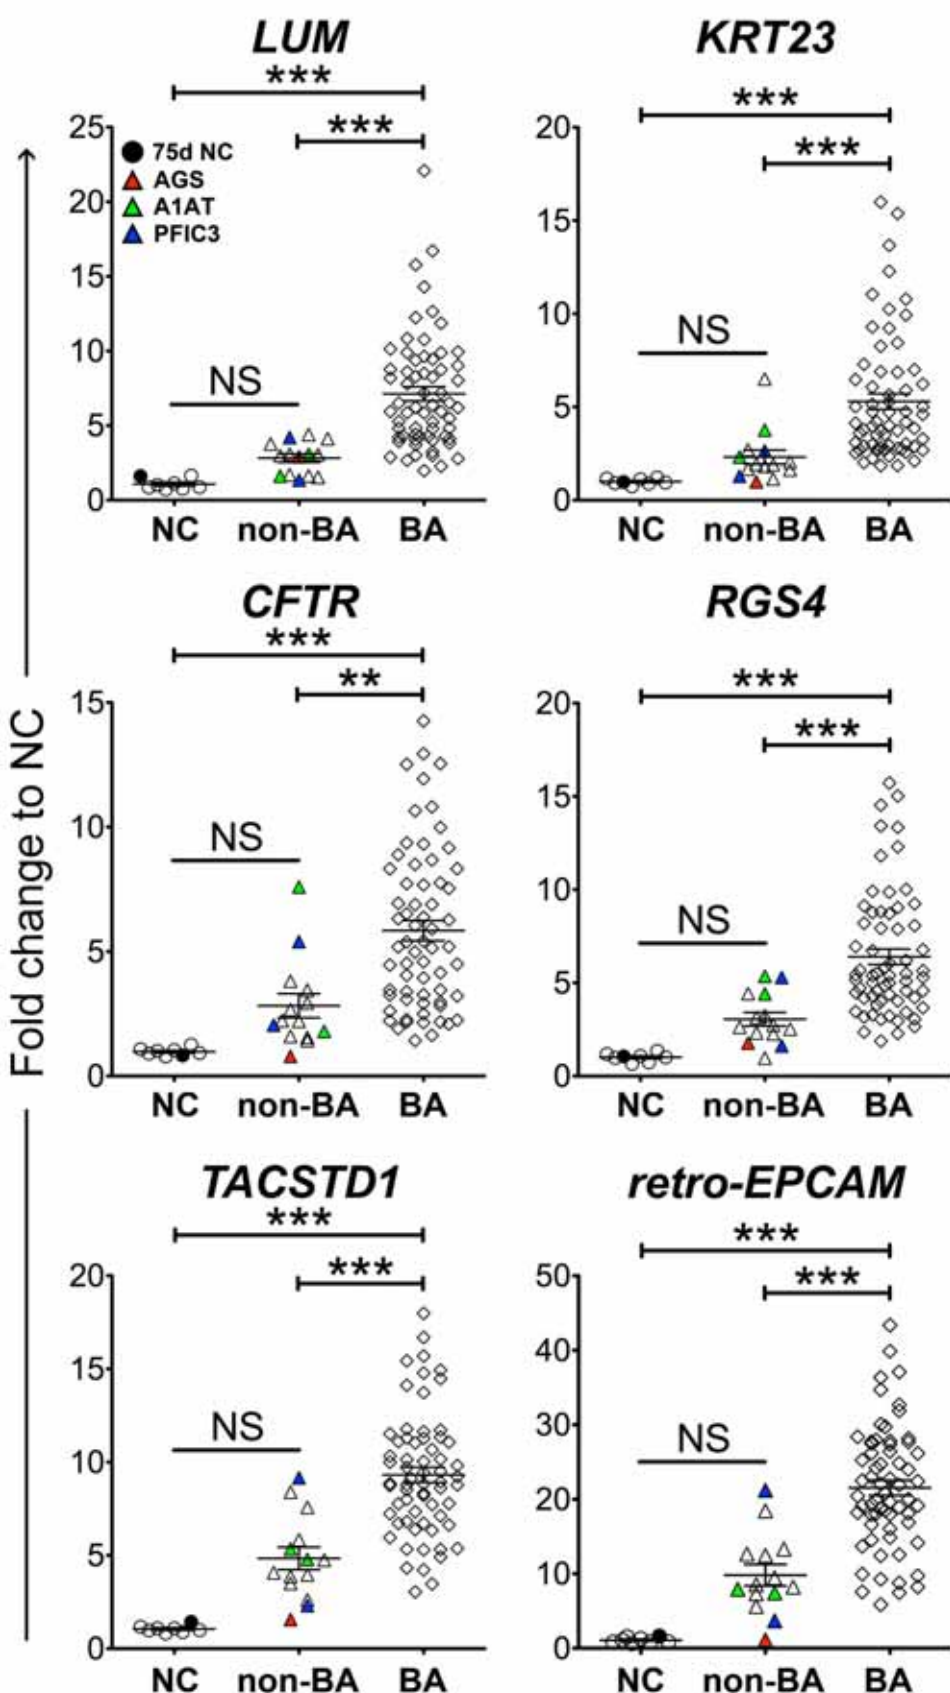 LUM
***
***
25
20
15
10
5
0
75d NC
AGS
A1AT
PFIC3
NS
NC non-BA BA
KRT23
***
***
20
15
10
5
0
NS
NC non-BA BA
Fold change to NC
CFTR
***
**
15
10
5
0
NS
NC non-BA BA
RGS4
***
***
20
15
10
5
0
NS
NC non-BA BA
TACSTD1
***
***
20
15
10
5
0
NS
NC non-BA BA
retro-EPCAM
***
***
50
40
30
20
10
0
NS
NC non-BA BA